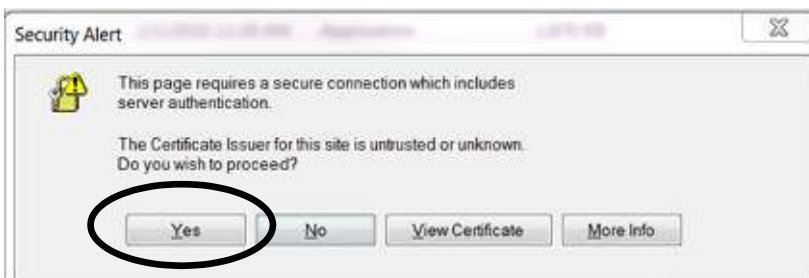 Security Alert
This page requires a secure connection which includes
server authentication.
The Certificate Issuer for this site is untrusted or unknown.
Do you wish to proceed?
Yes No View Certificate More Info